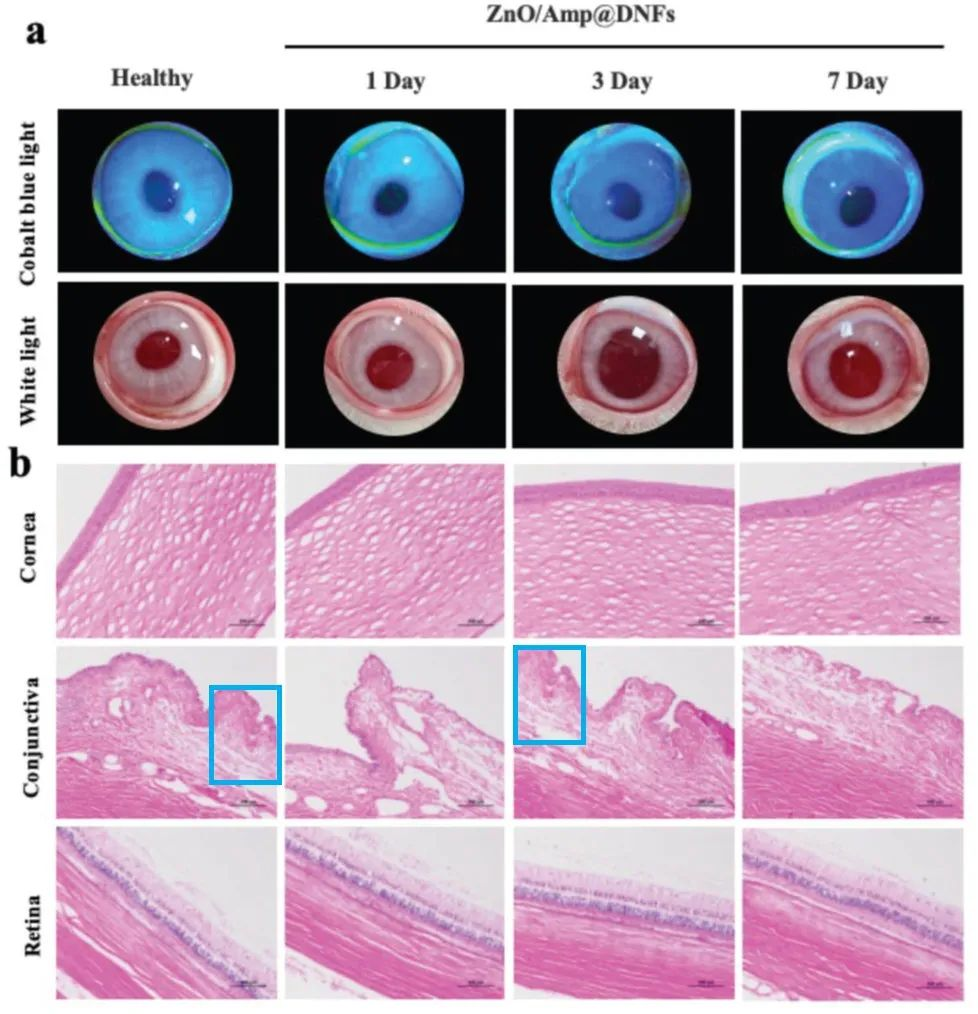 a
ZnO/Amp@DNFs
Healthy
1 Day
3 Day
7 Day
Cobalt blue light
White light
b
Cornea
Conjunctiva
Retina